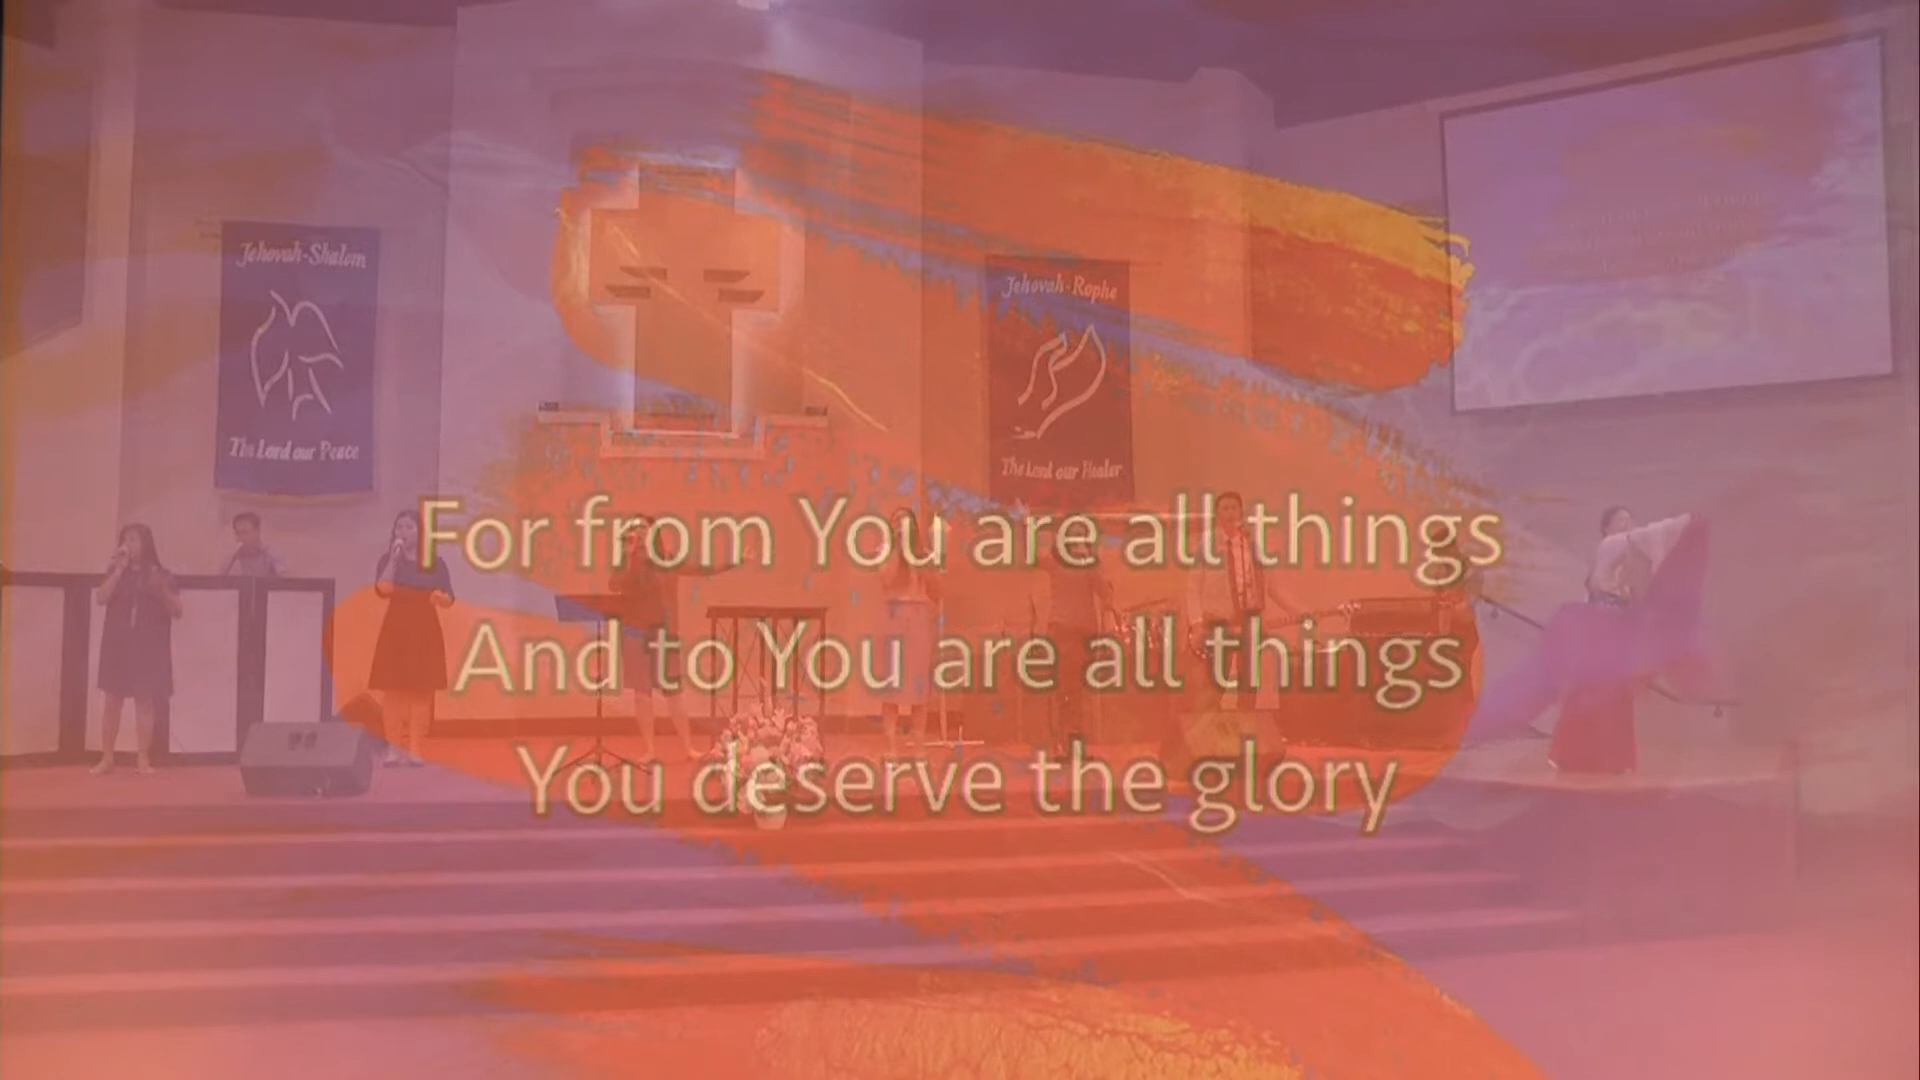 Jehovah-Shalom
The Lord our Peace
Jehovah-Rophe
The Lord our Healer
For from You are all things
And to You are all things
You deserve the glory